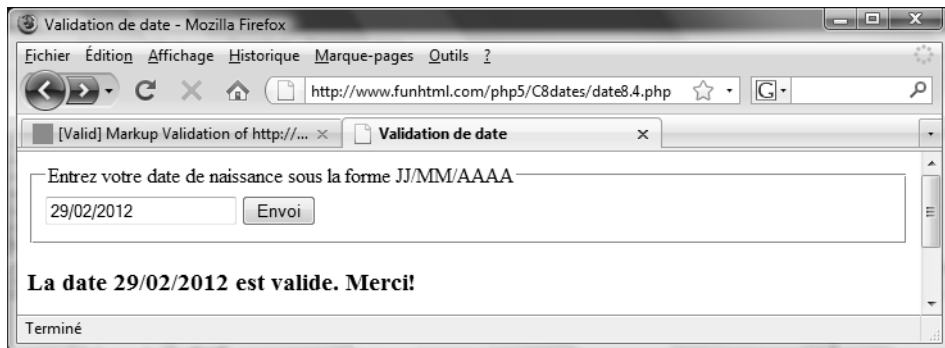 Validation de date - Mozilla Firefox
Fichier Édition Affichage Historique Marque-pages Outils ?
http://www.funhtml.com/php5/C8dates/date8.4.php
G
[Valid] Markup Validation of http://... Validation de date
Entrez votre date de naissance sous la forme JJ/MM/AAAA
29/02/2012 Envoi
La date 29/02/2012 est valide. Merci!
Terminé